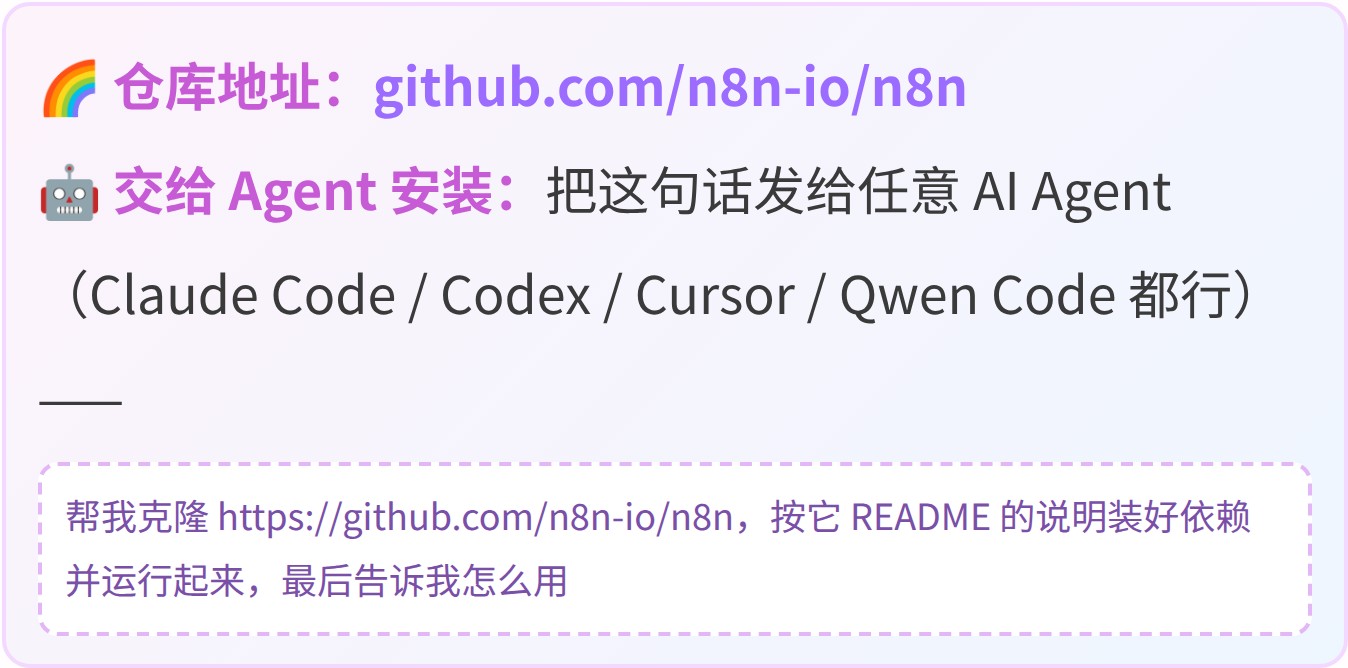 🌈 仓库地址：github.com/n8n-io/n8n
🤖 交给 Agent 安装：把这句话发给任意 AI Agent
（Claude Code / Codex / Cursor / Qwen Code 都行）
——
帮我克隆 https://github.com/n8n-io/n8n，按它 README 的说明装好依赖
并运行起来，最后告诉我怎么用